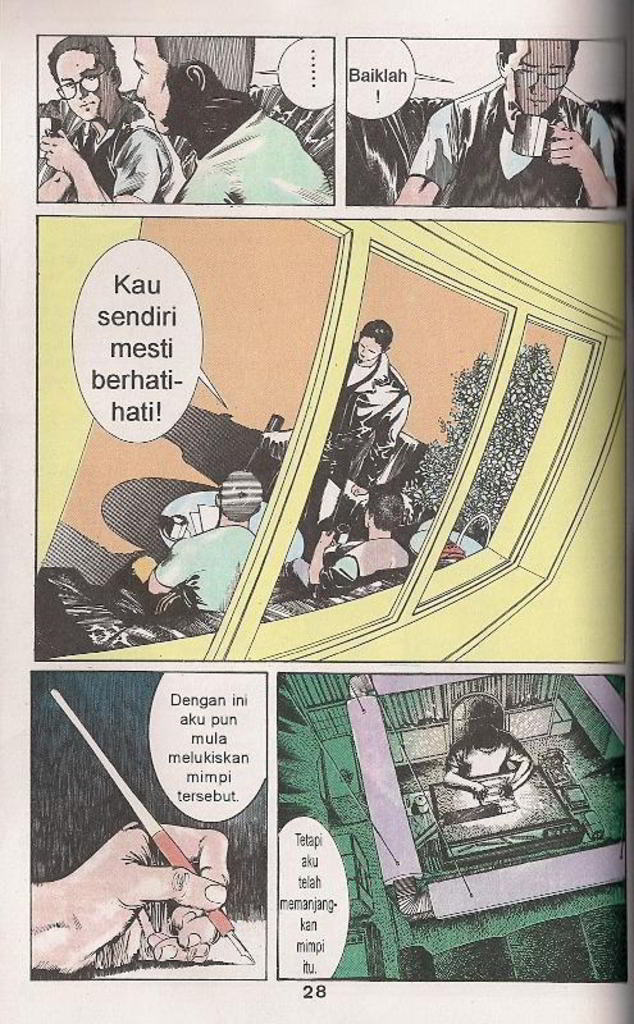 ......
Baiklah
!
Kau
sendiri
mesti
berhati-
hati!
Dengan ini
aku pun
mula
melukiskan
mimpi
tersebut.
Tetapi
aku
telah
memanjang-
kan
mimpi
itu.
28